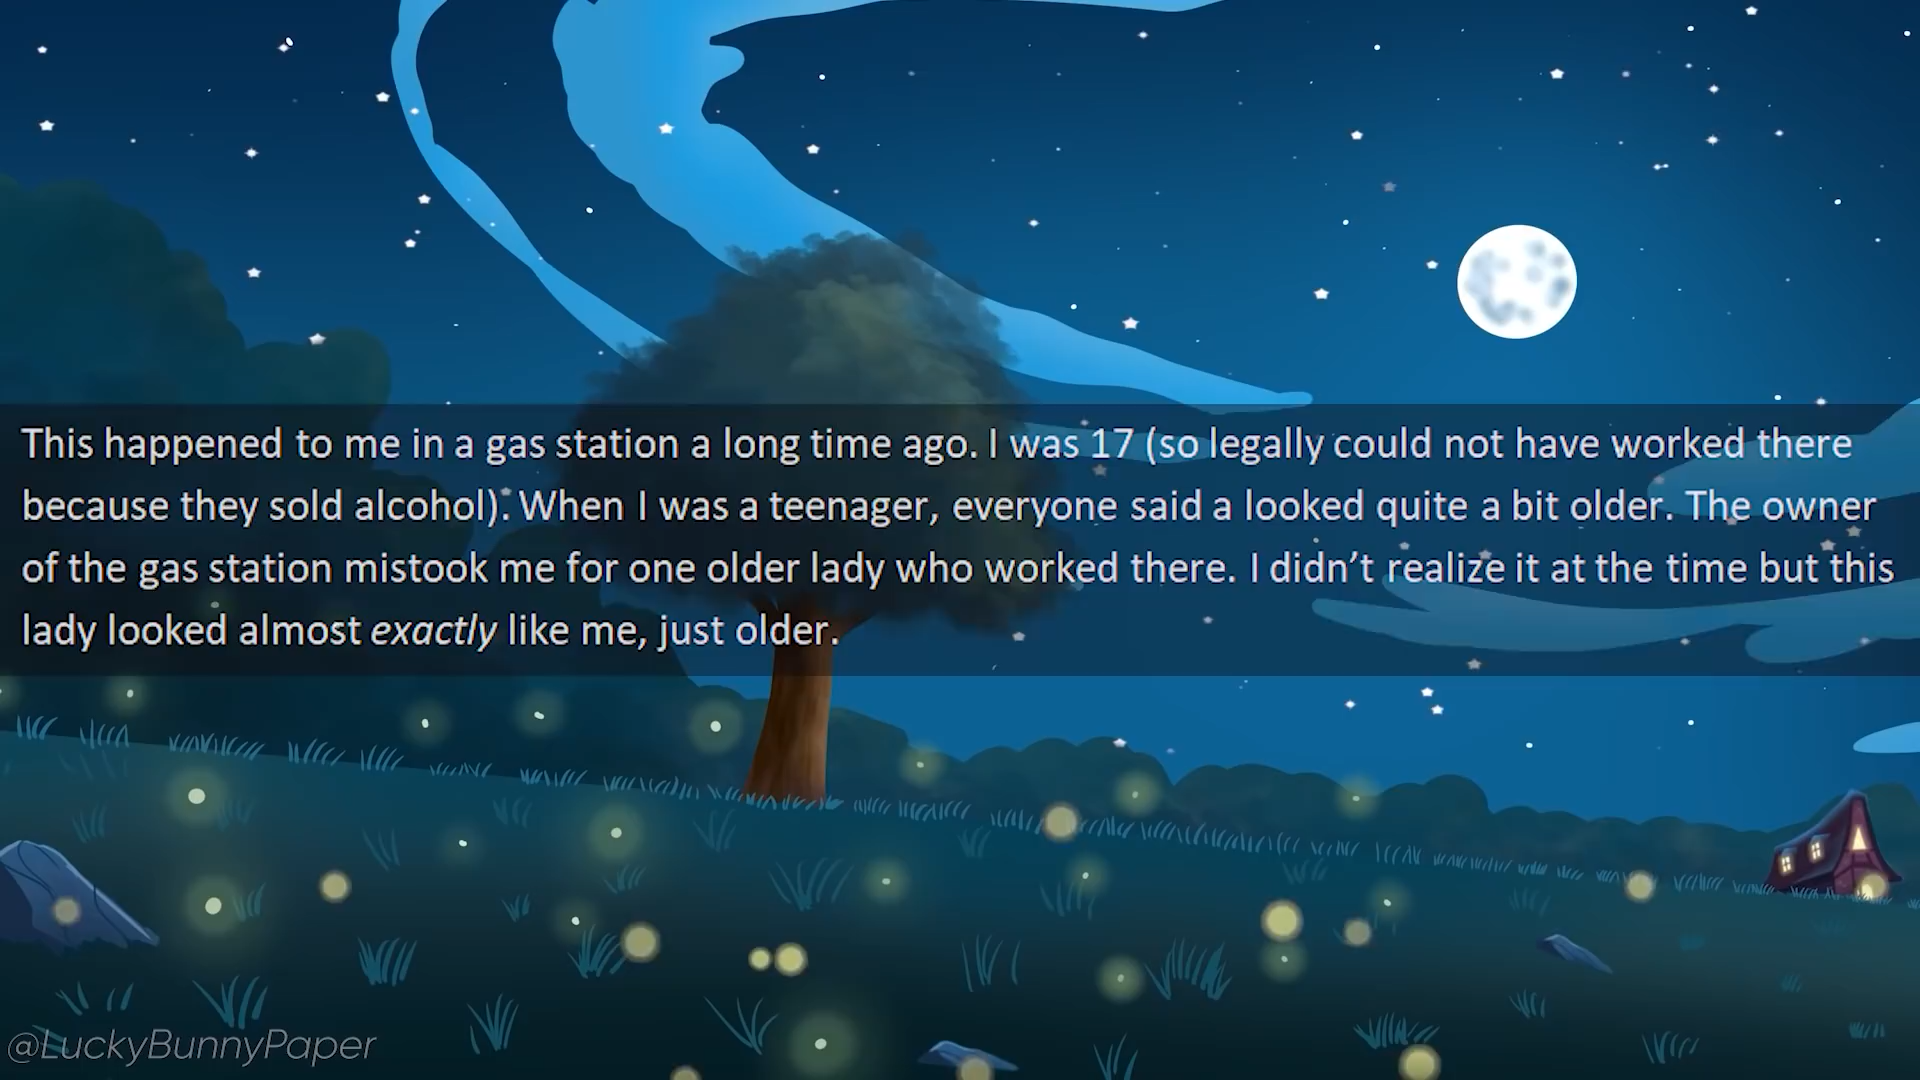 This happened to me in a gas station a long time ago. I was 17 (so legally could not have worked there
because they sold alcohol). When I was a teenager, everyone said a looked quite a bit older. The owner
of the gas station mistook me for one older lady who worked there. I didn’t realize it at the time but this
lady looked almost exactly like me, just older.
@LuckyBunnyPaper